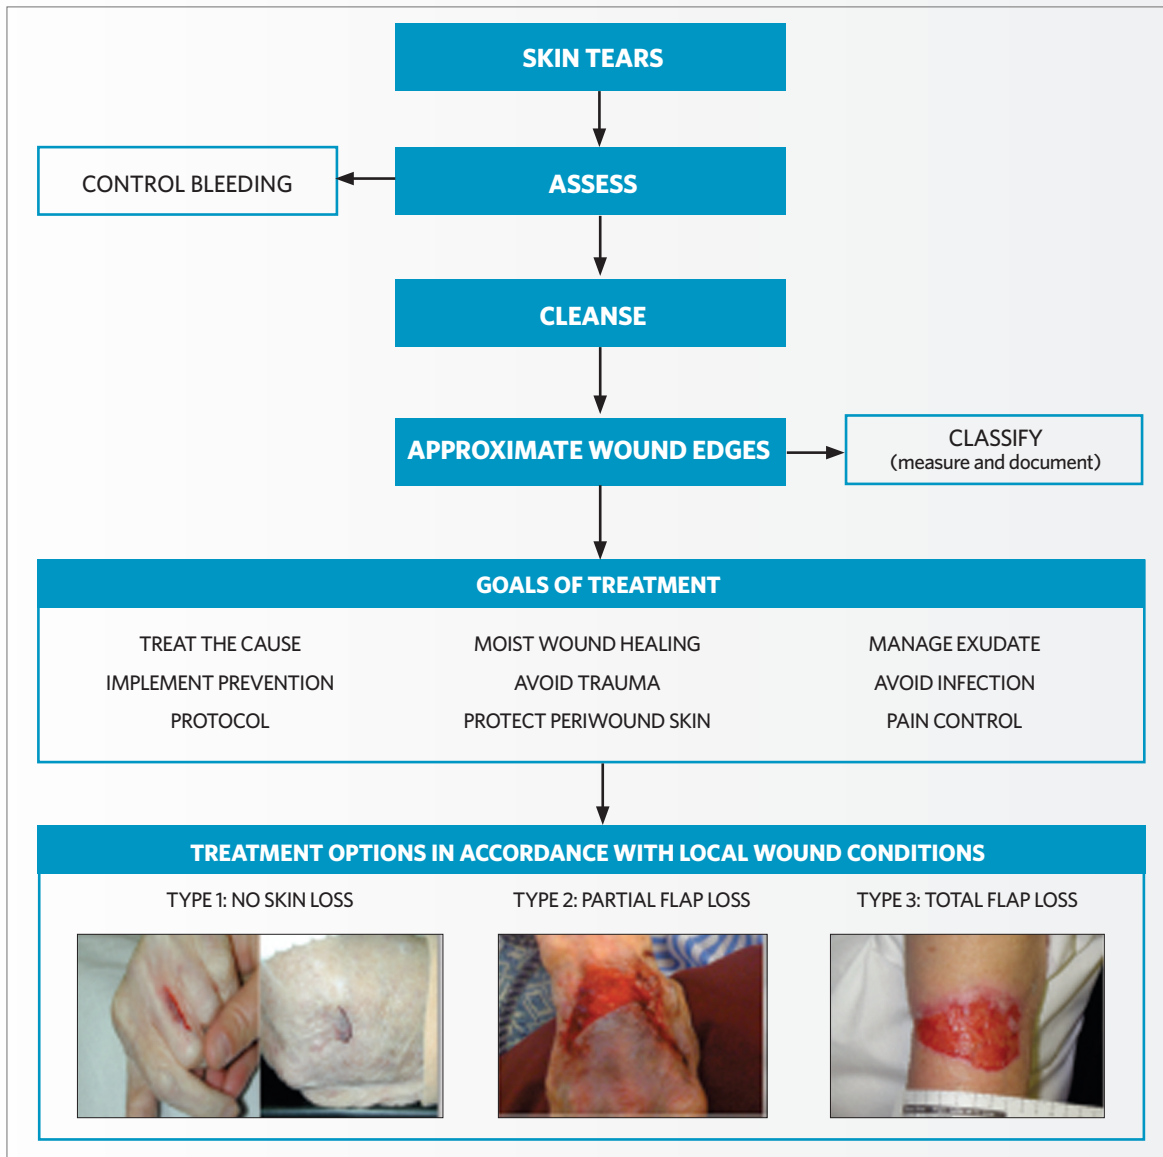 SKIN TEARS
CONTROL BLEEDING
ASSESS
CLEANSE
APPROXIMATE WOUND EDGES
CLASSIFY
(measure and document)
GOALS OF TREATMENT
TREAT THE CAUSE
IMPLEMENT PREVENTION
PROTOCOL
MOIST WOUND HEALING
AVOID TRAUMA
PROTECT PERIWOUND SKIN
MANAGE EXUDATE
AVOID INFECTION
PAIN CONTROL
TREATMENT OPTIONS IN ACCORDANCE WITH LOCAL WOUND CONDITIONS
TYPE 1: NO SKIN LOSS
TYPE 2: PARTIAL FLAP LOSS
TYPE 3: TOTAL FLAP LOSS